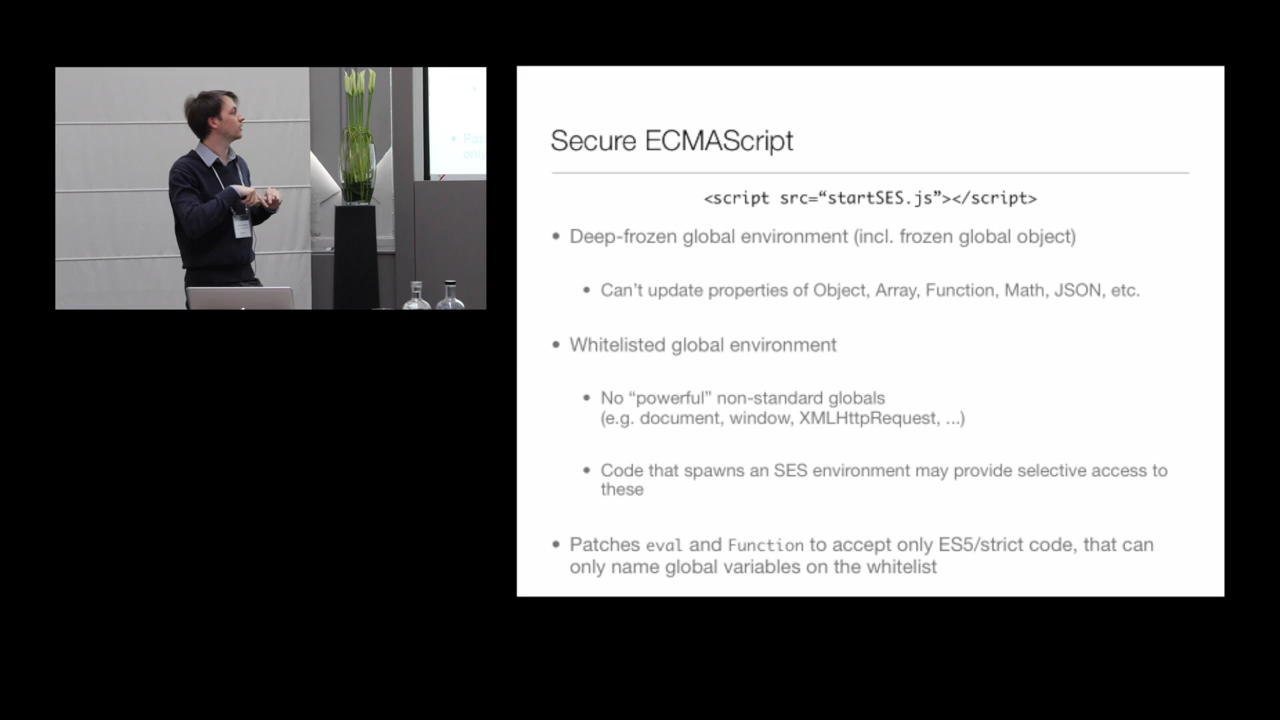 Secure ECMAScript
<script src=“startSES.js”></script>
• Deep-frozen global environment (incl. frozen global object)
• Can’t update properties of Object, Array, Function, Math, JSON, etc.
• Whitelisted global environment
• No “powerful” non-standard globals
(e.g. document, window, XMLHttpRequest, ...)
• Code that spawns an SES environment may provide selective access to
these
• Patches eval and Function to accept only ES5/strict code, that can
only name global variables on the whitelist